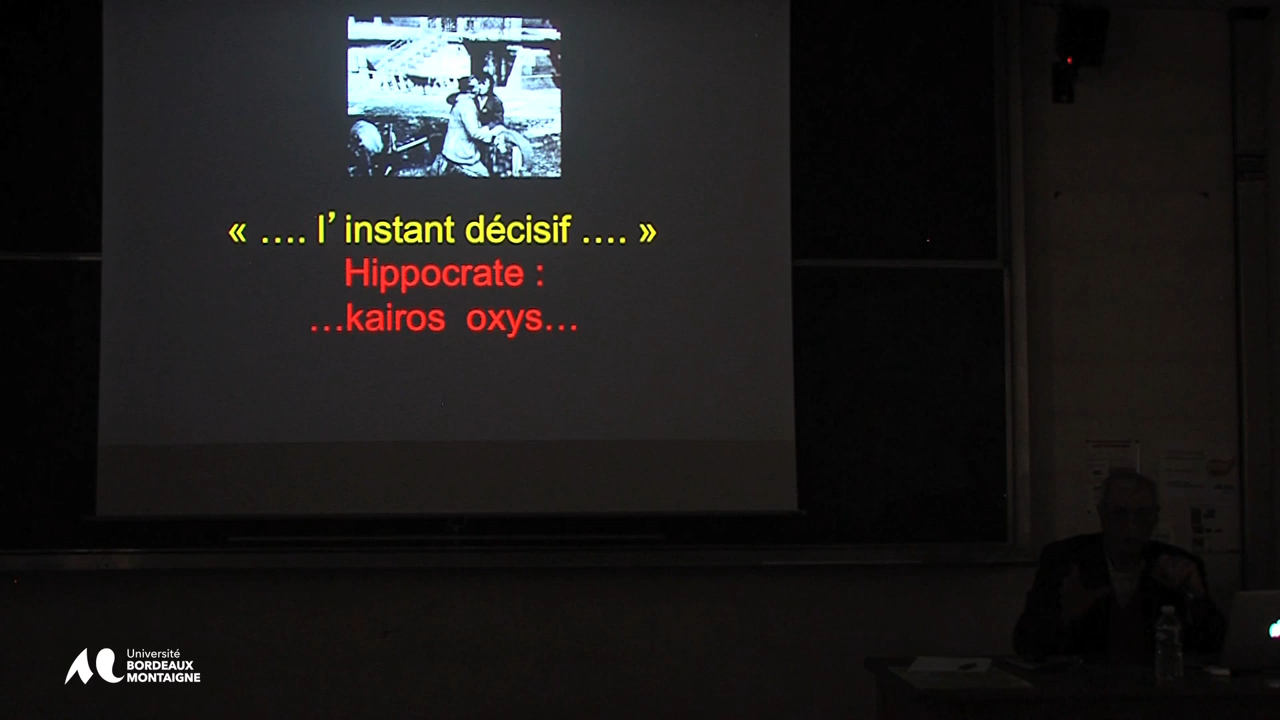 « .... l’instant décisif .... »
Hippocrate :
...kairos oxys...
Université
BORDEAUX
MONTAIGNE